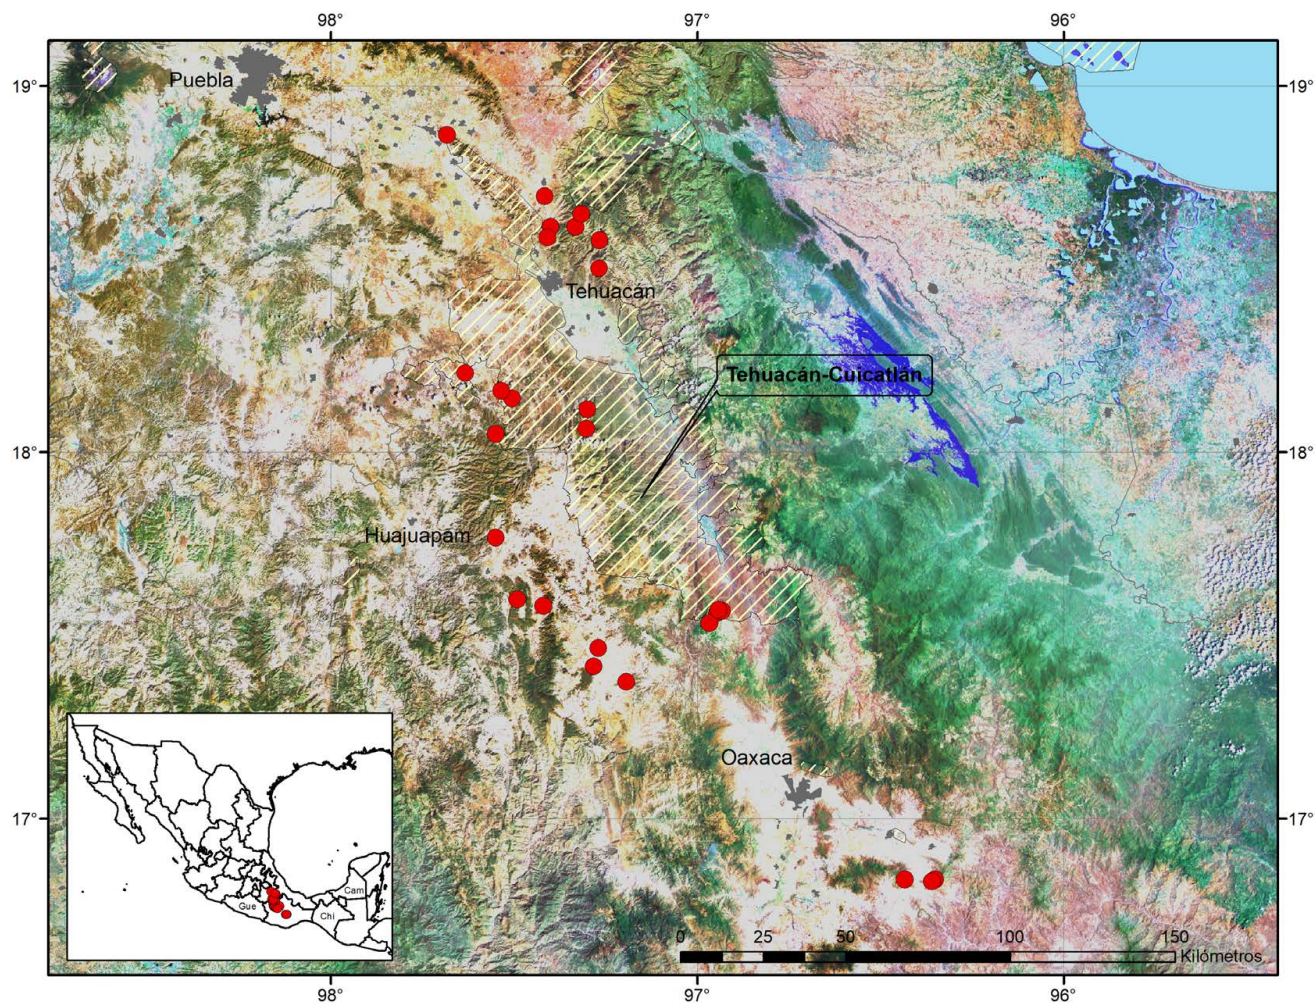 98°
97°
96°
19°
19°
Puebla
Tehuacán
Tehuacán-Cuicatlán
18°
18°
Huajuapam
Oaxaca
17°
17°
Cam
Gue
Chi
0 25 50 100 150
Kilómetros
98°
97°
96°